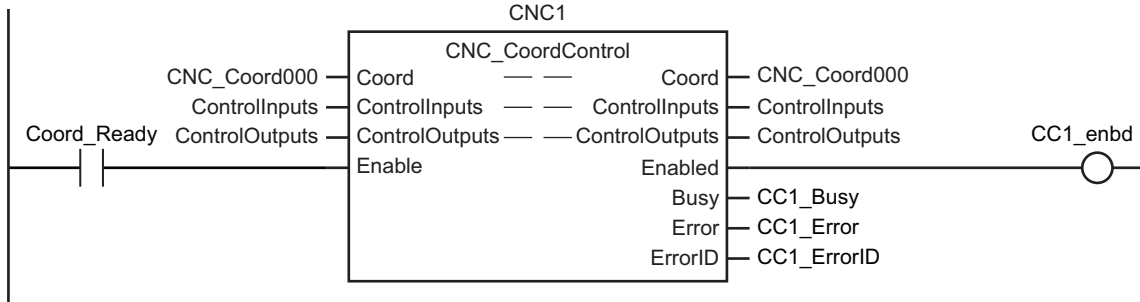 CNC1
CNC_CoordControl
CNC_Coord000 Coord Coord CNC_Coord000
ControlInputs ControlInputs ControlInputs ControlInputs
Coord_Ready ControlOutputs ControlOutputs ControlOutputs ControlOutputs CC1_enbd
Enable Enabled
Busy CC1_Busy
Error CC1_Error
ErrorID CC1_ErrorID